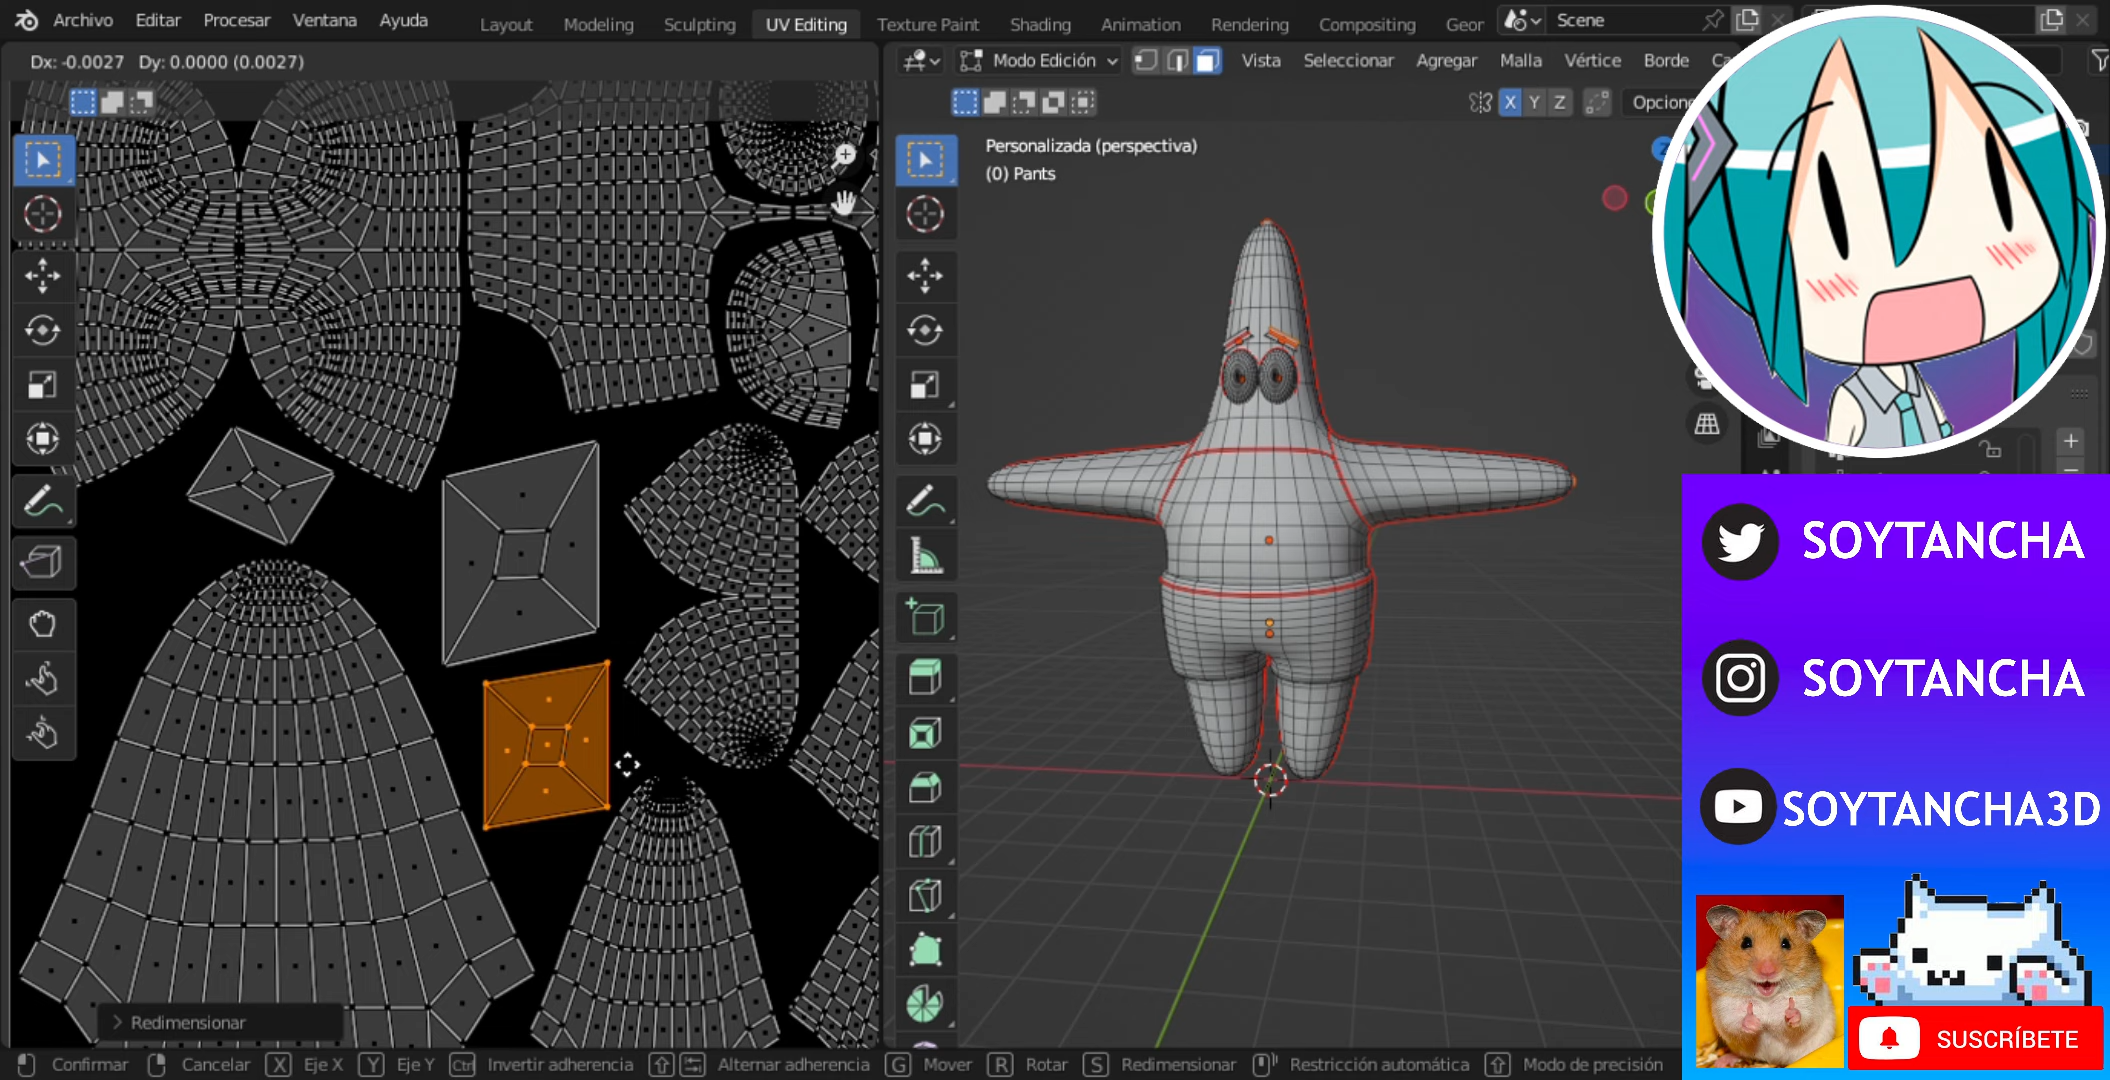 Archivo Editar Procesar Ventana Ayuda Layout Modeling Sculpting UV Editing Texture Paint Shading Animation Rendering Compositing Geor Scene
Dx: -0.0027 Dy: 0.0000 (0.0027)
Modo Edición Vista Seleccionar Agregar Malla Vértice Borde Ca
X Y Z Opcione
Personalizada (perspectiva)
(0) Pants
Z
SOYTANCHA
SOYTANCHA
SOYTANCHA3D
SUSCRÍBETE
> Redimensionar
Confirmar Cancelar X Eje X Y Eje Y Ctrl Invertir adherencia Alternar adherencia G Mover R Rotar S Redimensionar Restricción automática Modo de precisión